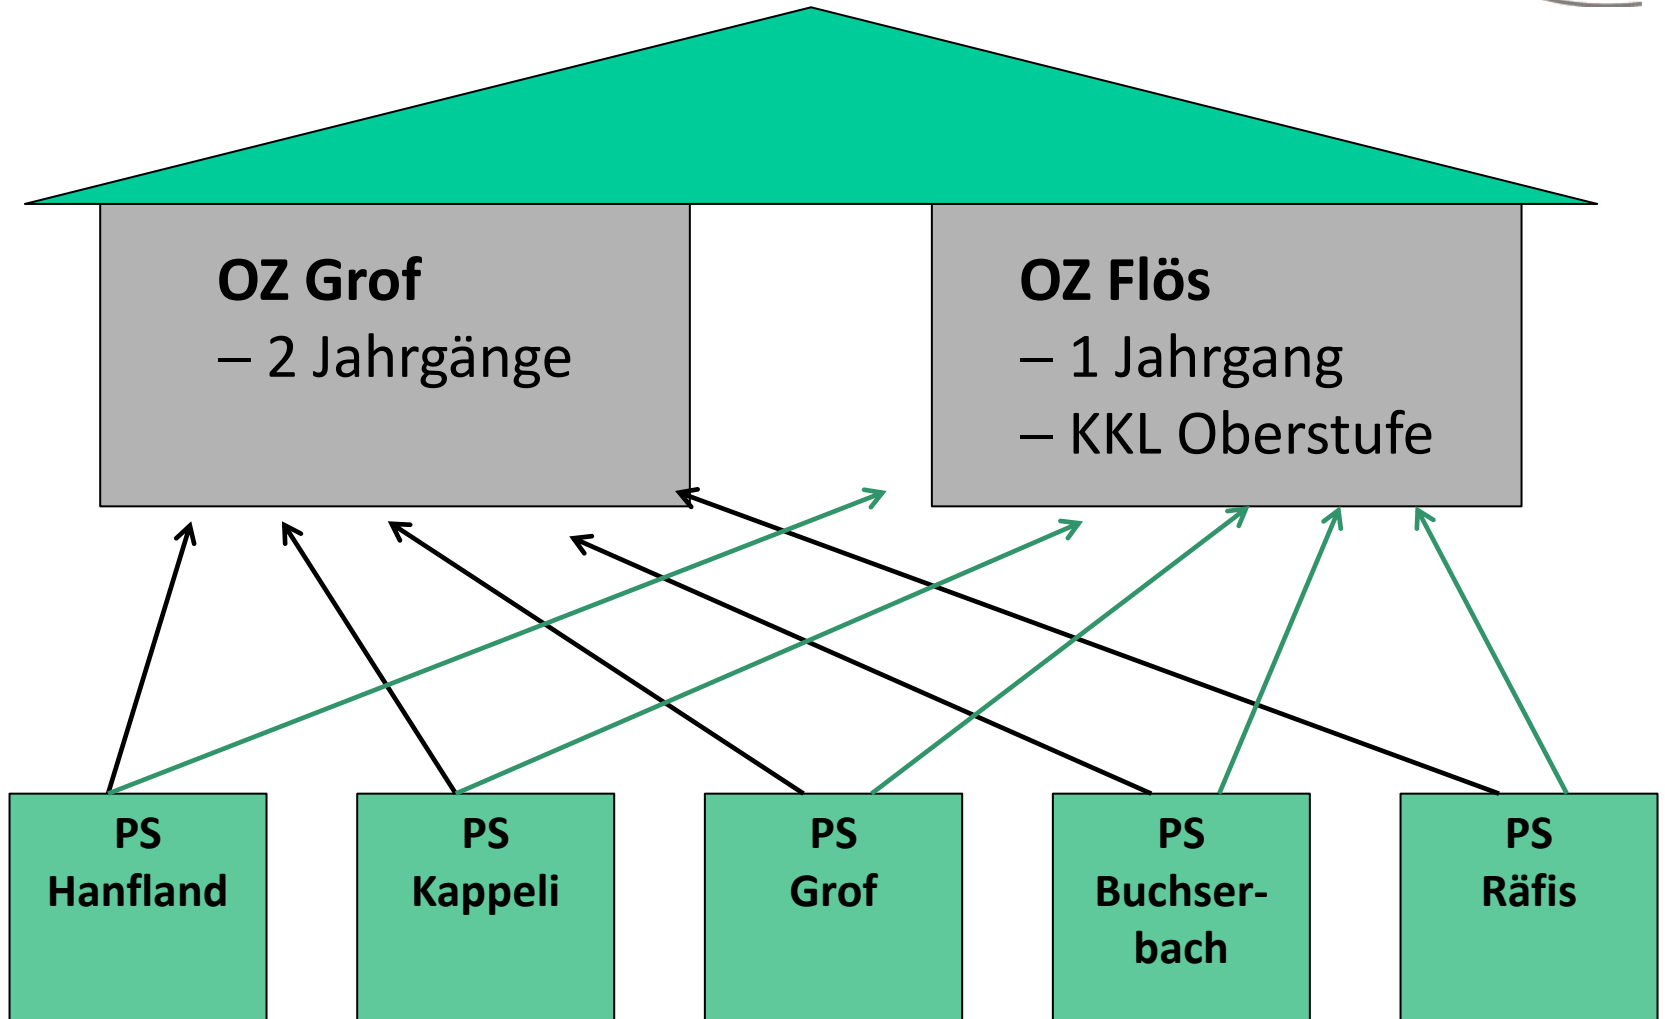 OZ Grof
– 2 Jahrgänge
OZ Flös
– 1 Jahrgang
– KKL Oberstufe
PS
Hanfland
PS
Kappeli
PS
Grof
PS
Buchser-
bach
PS
Räfis